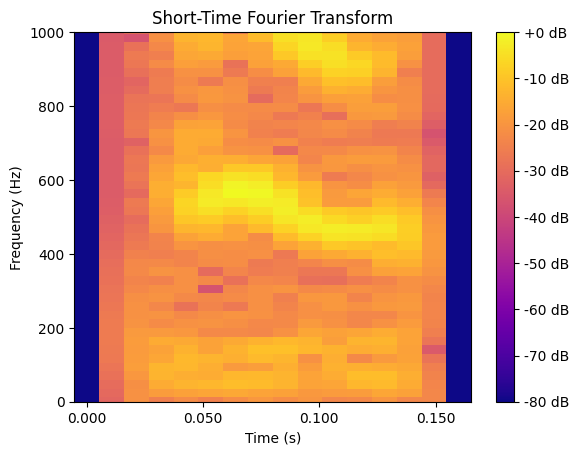 Short-Time Fourier Transform
1000
800
600
400
200
0
Frequency (Hz)
0.000
0.050
0.100
0.150
Time (s)
+0 dB
-10 dB
-20 dB
-30 dB
-40 dB
-50 dB
-60 dB
-70 dB
-80 dB